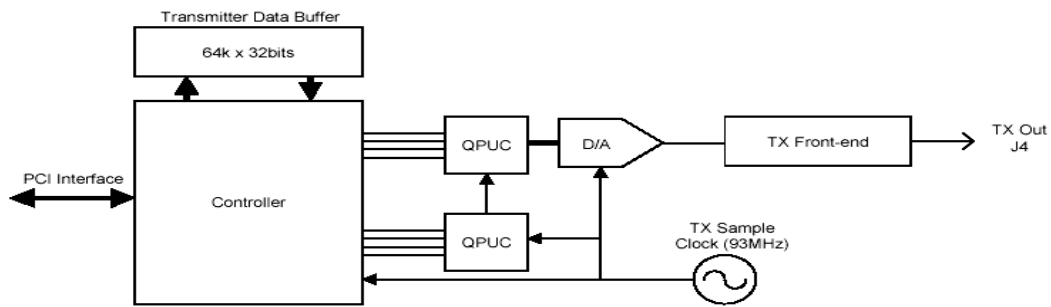 Transmitter Data Buffer
64k x 32bits
QPUC
D/A
TX Front-end
TX Out
J4
PCI Interface
Controller
QPUC
TX Sample
Clock (93MHz)